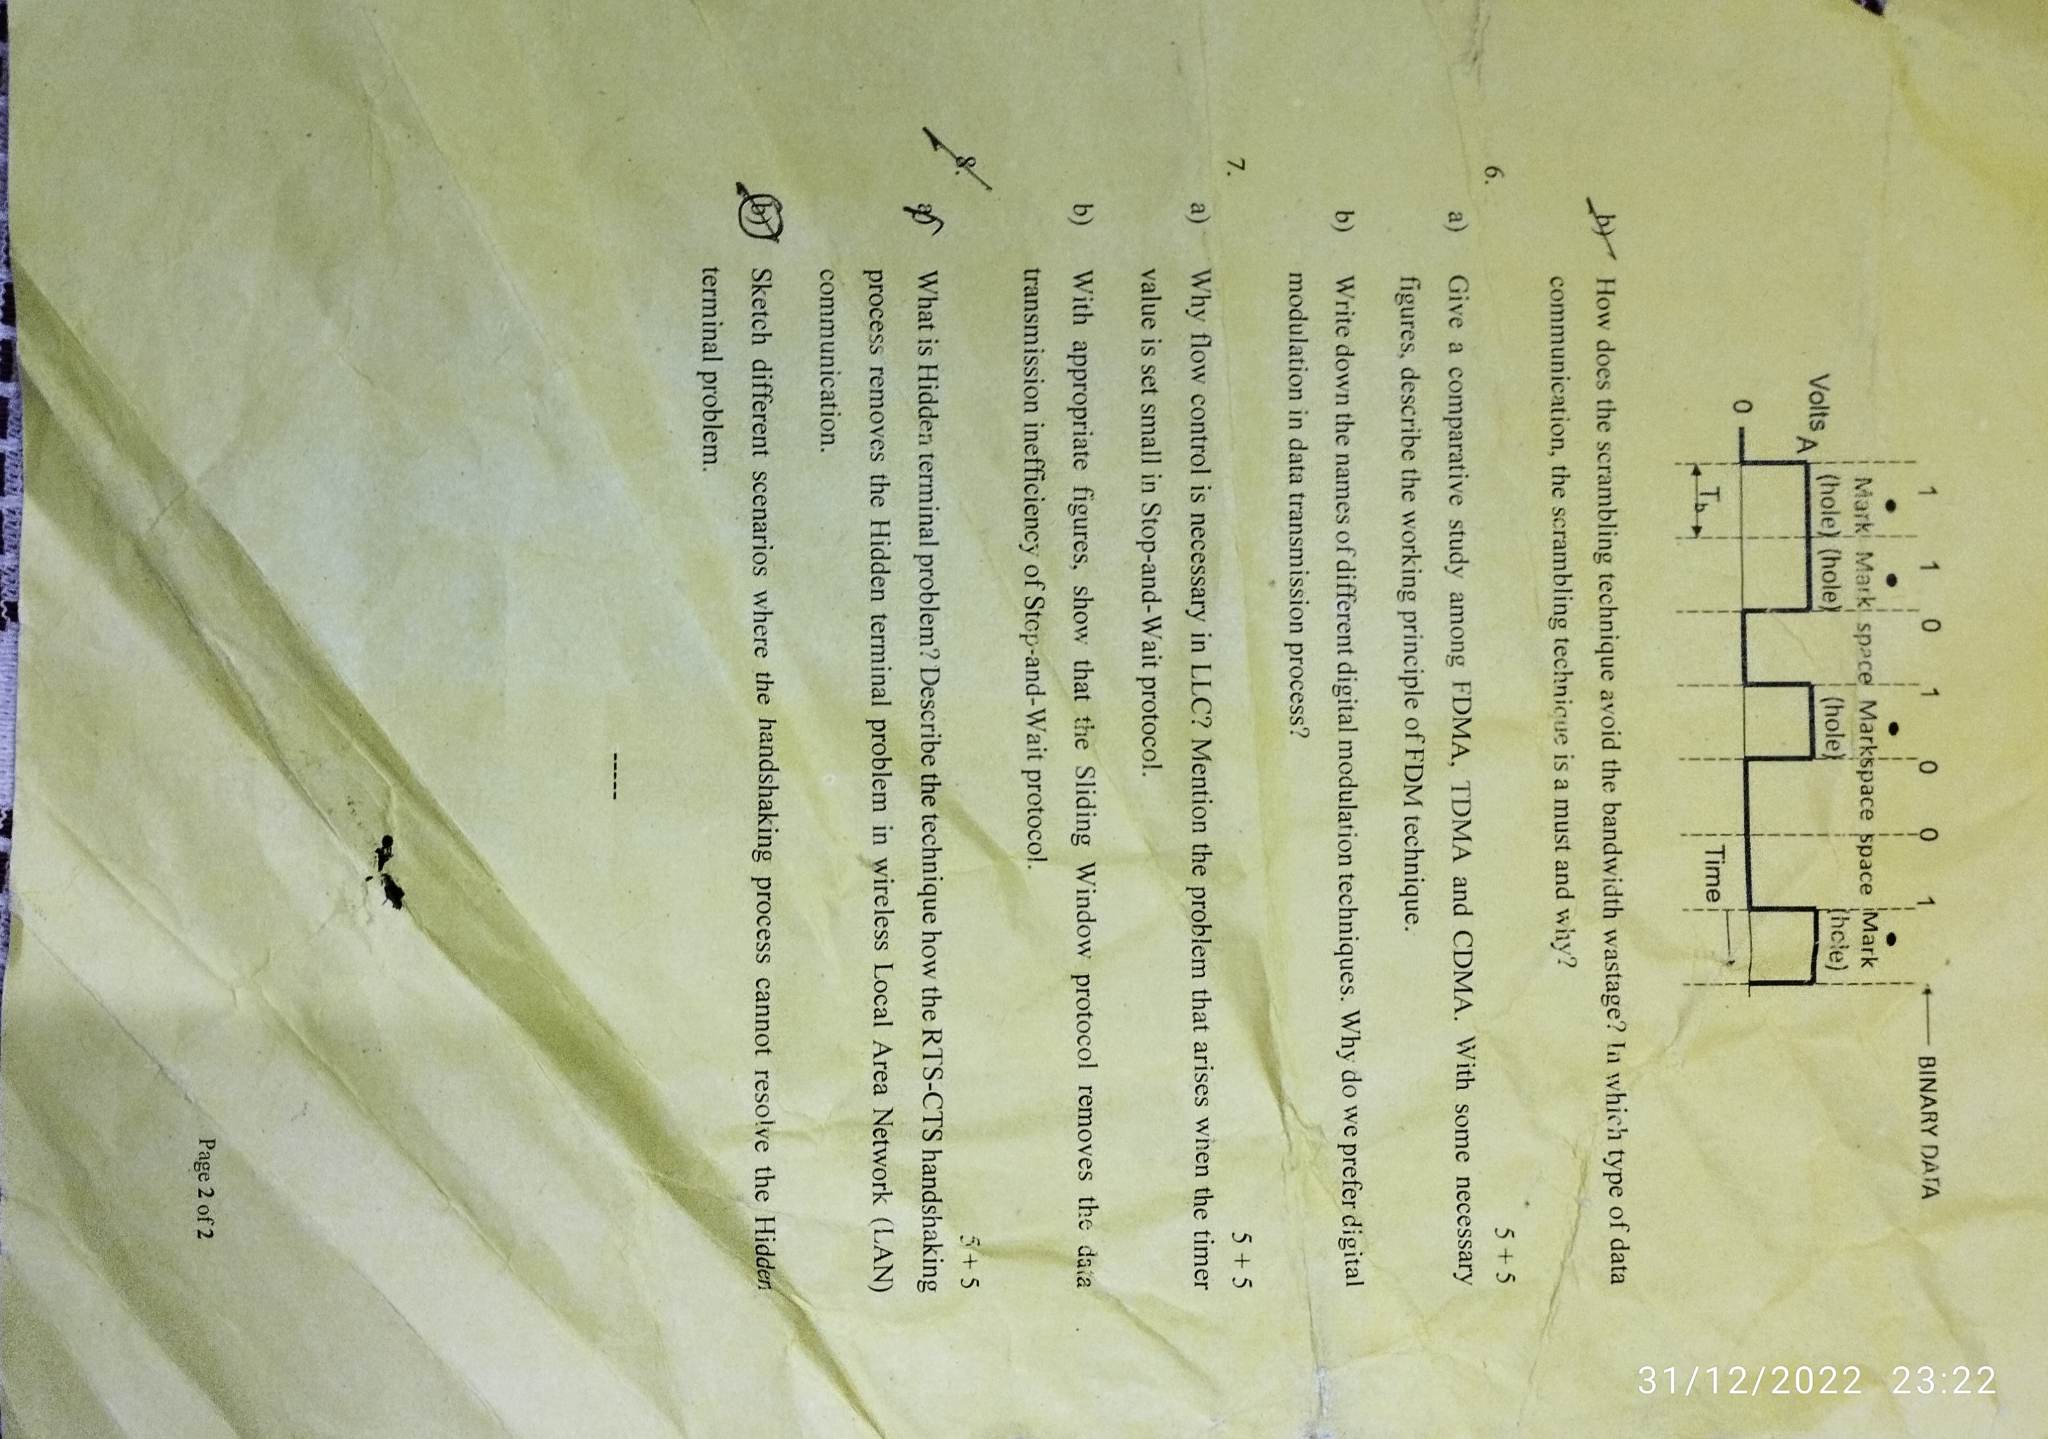 31/12/2022 23:22
1 1 0 1 0 0 1 BINARY DATA
Mark Mark space Mark space space Mark
(hole) (hole) (hole) (hole)
Volts A
0
Tb
Time
b) How does the scrambling technique avoid the bandwidth wastage? In which type of data
communication, the scrambling technique is a must and why?
6. 5 + 5
a) Give a comparative study among FDMA, TDMA and CDMA. With some necessary
figures, describe the working principle of FDM technique.
b) Write down the names of different digital modulation techniques. Why do we prefer digital
modulation in data transmission process?
7. 5 + 5
a) Why flow control is necessary in LLC? Mention the problem that arises when the timer
value is set small in Stop-and-Wait protocol.
b) With appropriate figures, show that the Sliding Window protocol removes the data
transmission inefficiency of Stop-and-Wait protocol.
8. 5 + 5
a) What is Hidden terminal problem? Describe the technique how the RTS-CTS handshaking
process removes the Hidden terminal problem in wireless Local Area Network (LAN)
communication.
b) Sketch different scenarios where the handshaking process cannot resolve the Hidden
terminal problem.
-----
Page 2 of 2